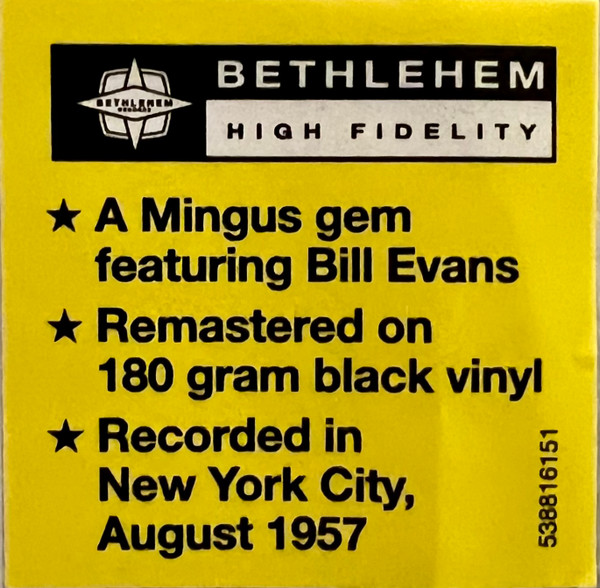 BETHLEHEM
RECORDS
BETHLEHEM
HIGH FIDELITY
★ A Mingus gem
featuring Bill Evans
★ Remastered on
180 gram black vinyl
★ Recorded in
New York City,
August 1957
538816151